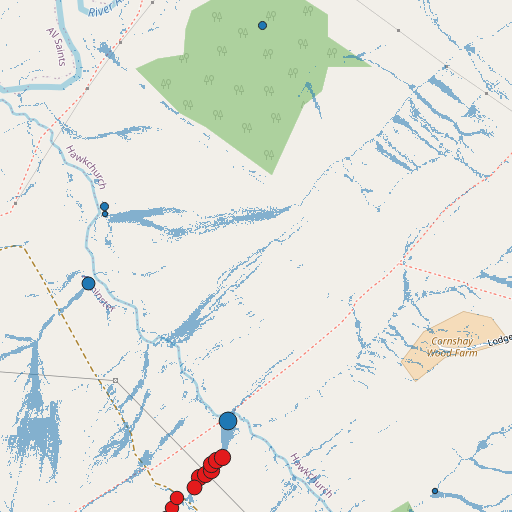 River
All Saints
Hawkchurch
Carnshay
Wood Farm
Lodge
Hawkchurch